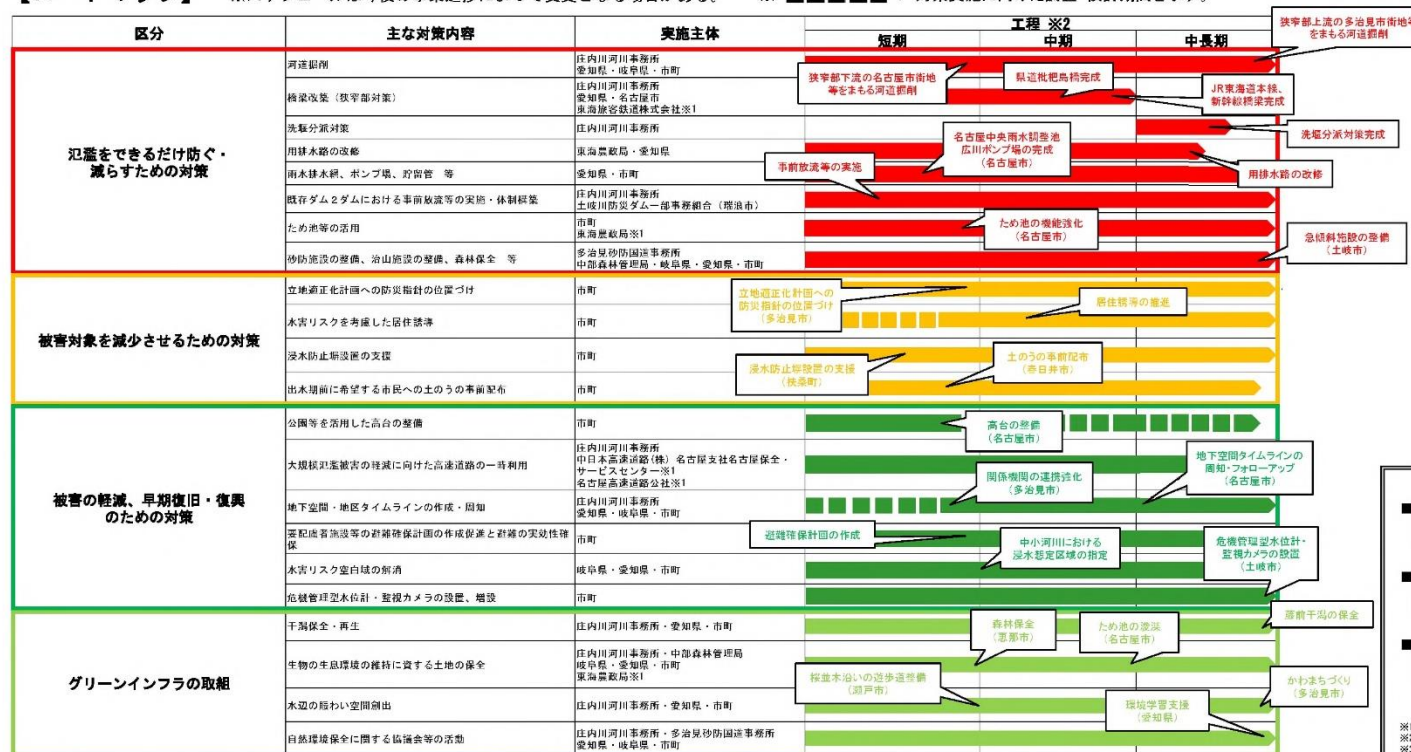 区分
主な対策内容
実施主体
工程 ※2
短期
中期
中長期
氾濫をできるだけ防ぐ・
減らすための対策
河道掘削
庄内川河川事務所
愛知県・岐阜県・市町
狭窄部下流の名古屋市街地
等をまもる河道掘削
狭窄部上流の多治見市街地等
をまもる河道掘削
橋梁改築（狭窄部対策）
庄内川河川事務所
愛知県・名古屋市
東海旅客鉄道株式会社※1
県道枇杷島橋完成
JR東海道本線、
新幹線橋梁完成
洗堰分派対策
庄内川河川事務所
洗堰分派対策完成
用排水路の改修
東海農政局・愛知県
用排水路の改修
雨水排水網、ポンプ場、貯留管　等
愛知県・市町
名古屋中央雨水調整池
広川ポンプ場の完成
（名古屋市）
既存ダム２ダムにおける事前放流等の実施・体制構築
庄内川河川事務所
土岐川防災ダム一部事務組合（瑞浪市）
事前放流等の実施
ため池等の活用
市町
東海農政局※1
ため池の機能強化
（名古屋市）
砂防施設の整備、治山施設の整備、森林保全　等
多治見砂防国道事務所
中部森林管理局・岐阜県・愛知県・市町
急傾斜施設の整備
（土岐市）
被害対象を減少させるための対策
立地適正化計画への防災指針の位置づけ
市町
立地適正化計画への
防災指針の位置づけ
（多治見市）
水害リスクを考慮した居住誘導
市町
居住誘導の推進
浸水防止塀設置の支援
市町
浸水防止塀設置の支援
（扶桑町）
出水期前に希望する市民への土のうの事前配布
市町
土のうの事前配布
（春日井市）
被害の軽減、早期復旧・復興
のための対策
公園等を活用した高台の整備
市町
高台の整備
（名古屋市）
大規模氾濫被害の軽減に向けた高速道路の一時利用
庄内川河川事務所
中日本高速道路（株）名古屋支社名古屋保全・
サービスセンター※1
名古屋高速道路公社※1
地下空間・地区タイムラインの作成・周知
庄内川河川事務所
愛知県・岐阜県・市町
関係機関の連携強化
（多治見市）
地下空間タイムラインの
周知・フォローアップ
（名古屋市）
要配慮者施設等の避難確保計画の作成促進と避難の実効性確
保
市町
避難確保計画の作成
水害リスク空白域の解消
岐阜県・愛知県・市町
中小河川における
浸水想定区域の指定
危機管理型水位計・監視カメラの設置、増設
市町
危機管理型水位計・
監視カメラの設置
（土岐市）
グリーンインフラの取組
干潟保全・再生
庄内川河川事務所・愛知県・市町
藤前干潟の保全
生物の生息環境の維持に資する土地の保全
庄内川河川事務所・中部森林管理局
岐阜県・愛知県・市町
東海農政局※1
森林保全
（恵那市）
ため池の浚渫
（名古屋市）
水辺の賑わい空間創出
庄内川河川事務所・愛知県・市町
桜並木沿いの遊歩道整備
（瀬戸市）
かわまちづくり
（多治見市）
自然環境保全に関する協議会等の活動
庄内川河川事務所・多治見砂防国道事務所
愛知県・岐阜県・市町
環境学習支援
（愛知県）